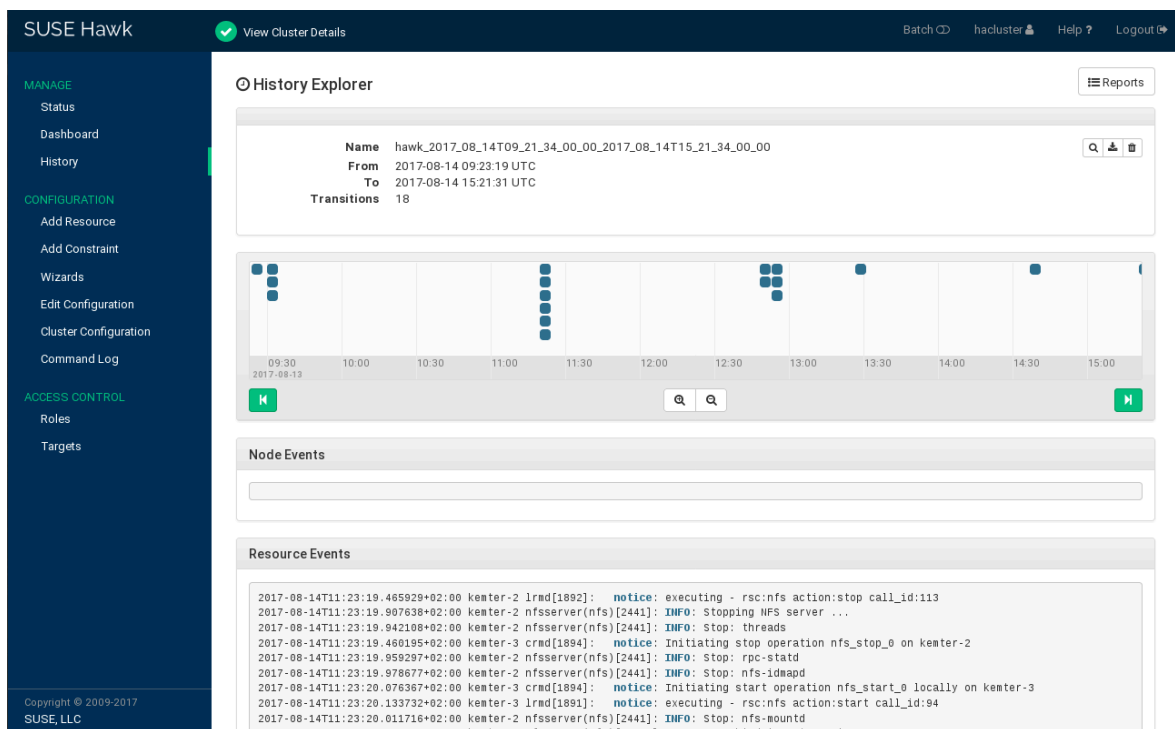 SUSE Hawk
View Cluster Details
Batch
hacluster
Help ?
Logout
MANAGE
Status
Dashboard
History
CONFIGURATION
Add Resource
Add Constraint
Wizards
Edit Configuration
Cluster Configuration
Command Log
ACCESS CONTROL
Roles
Targets
Copyright © 2009-2017
SUSE, LLC
History Explorer
Reports
Name hawk_2017_08_14T09_21_34_00_00_2017_08_14T15_21_34_00_00
From 2017-08-14 09:23:19 UTC
To 2017-08-14 15:21:31 UTC
Transitions 18
09:30 10:00 10:30 11:00 11:30 12:00 12:30 13:00 13:30 14:00 14:30 15:00
2017-08-13
Node Events
Resource Events
2017-08-14T11:23:19.465929+02:00 kemter-2 lrmd[1892]: notice: executing - rsc:nfs action:stop call_id:113
2017-08-14T11:23:19.907638+02:00 kemter-2 nfsserver(nfs)[2441]: INFO: Stopping NFS server ...
2017-08-14T11:23:19.942108+02:00 kemter-2 nfsserver(nfs)[2441]: INFO: Stop: threads
2017-08-14T11:23:19.460195+02:00 kemter-3 crmd[1894]: notice: Initiating stop operation nfs_stop_0 on kemter-2
2017-08-14T11:23:19.959297+02:00 kemter-2 nfsserver(nfs)[2441]: INFO: Stop: rpc-statd
2017-08-14T11:23:19.978677+02:00 kemter-2 nfsserver(nfs)[2441]: INFO: Stop: nfs-idmapd
2017-08-14T11:23:20.076367+02:00 kemter-3 crmd[1894]: notice: Initiating start operation nfs_start_0 locally on kemter-3
2017-08-14T11:23:20.133732+02:00 kemter-3 lrmd[1891]: notice: executing - rsc:nfs action:start call_id:94
2017-08-14T11:23:20.011716+02:00 kemter-2 nfsserver(nfs)[2441]: INFO: Stop: nfs-mountd